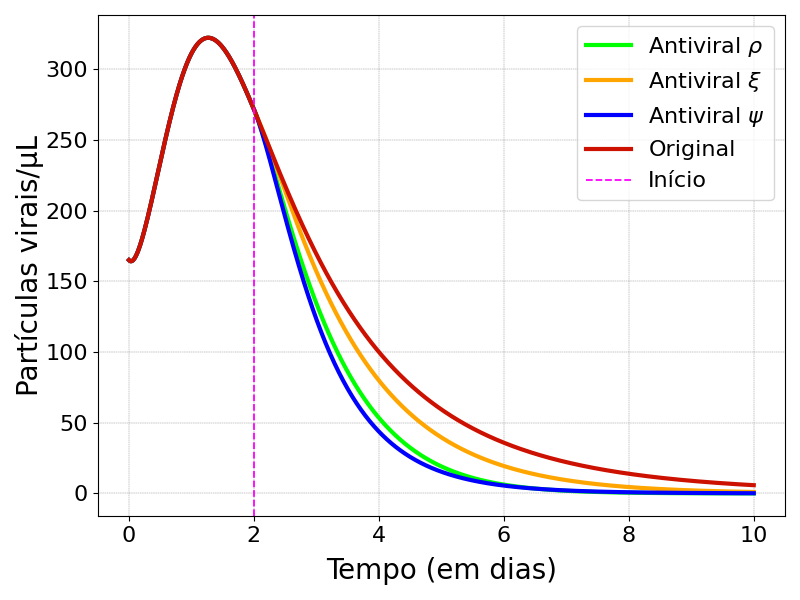 Antiviral ρ
Antiviral ξ
Antiviral ψ
Original
Início
Partículas virais/µL
300
250
200
150
100
50
0
0 2 4 6 8 10
Tempo (em dias)